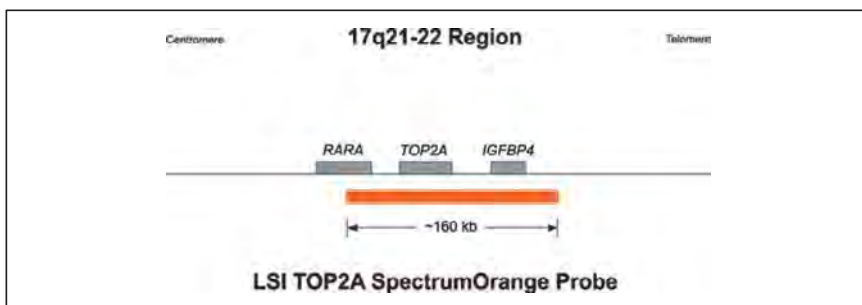 17q21-22 Region
Centromere
Telomere
RARA
TOP2A
IGFBP4
~160 kb
LSI TOP2A SpectrumOrange Probe